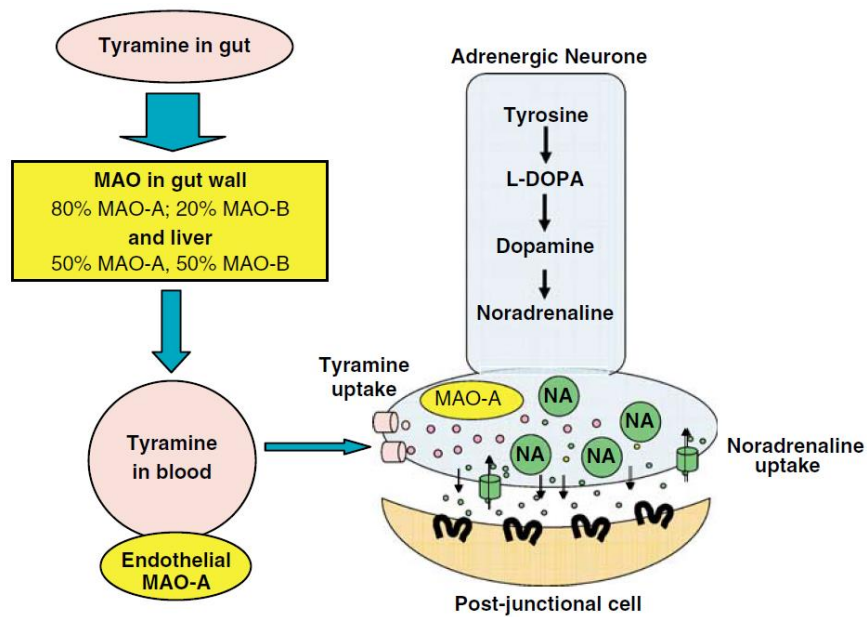 Tyramine in gut
MAO in gut wall
80% MAO-A; 20% MAO-B
and liver
50% MAO-A, 50% MAO-B
Tyramine
in blood
Endothelial
MAO-A
Adrenergic Neurone
Tyrosine
L-DOPA
Dopamine
Noradrenaline
Tyramine
uptake
MAO-A
NA
NA
NA
NA
Noradrenaline
uptake
Post-junctional cell